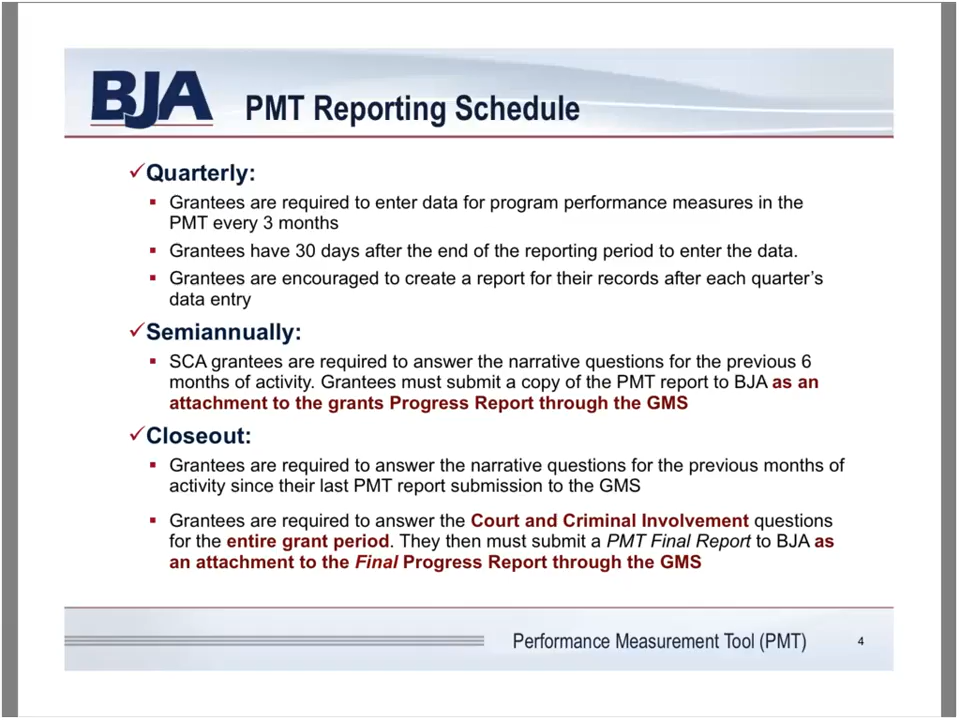 BJA
PMT Reporting Schedule
✓Quarterly:
▪ Grantees are required to enter data for program performance measures in the
PMT every 3 months
▪ Grantees have 30 days after the end of the reporting period to enter the data.
▪ Grantees are encouraged to create a report for their records after each quarter’s
data entry
✓Semiannually:
▪ SCA grantees are required to answer the narrative questions for the previous 6
months of activity. Grantees must submit a copy of the PMT report to BJA as an
attachment to the grants Progress Report through the GMS
✓Closeout:
▪ Grantees are required to answer the narrative questions for the previous months of
activity since their last PMT report submission to the GMS
▪ Grantees are required to answer the Court and Criminal Involvement questions
for the entire grant period. They then must submit a PMT Final Report to BJA as
an attachment to the Final Progress Report through the GMS
Performance Measurement Tool (PMT)
4